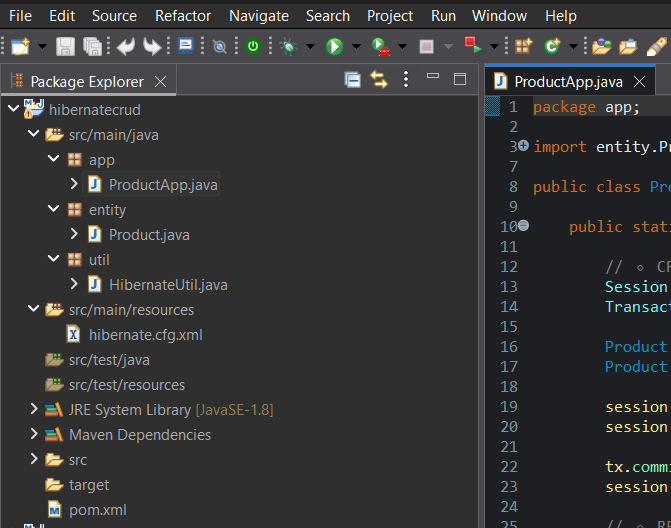 File Edit Source Refactor Navigate Search Project Run Window Help
Package Explorer
hibernatecrud
src/main/java
app
ProductApp.java
entity
Product.java
util
HibernateUtil.java
src/main/resources
hibernate.cfg.xml
src/test/java
src/test/resources
JRE System Library [JavaSE-1.8]
Maven Dependencies
src
target
pom.xml
ProductApp.java
1 package app;
2
3 import entity.Pr
7
8 public class Pro
9
10 public stati
11
12 // ⚬ CR
13 Session
14 Transact
15
16 Product
17 Product
18
19 session
20 session
21
22 tx.commi
23 session
24